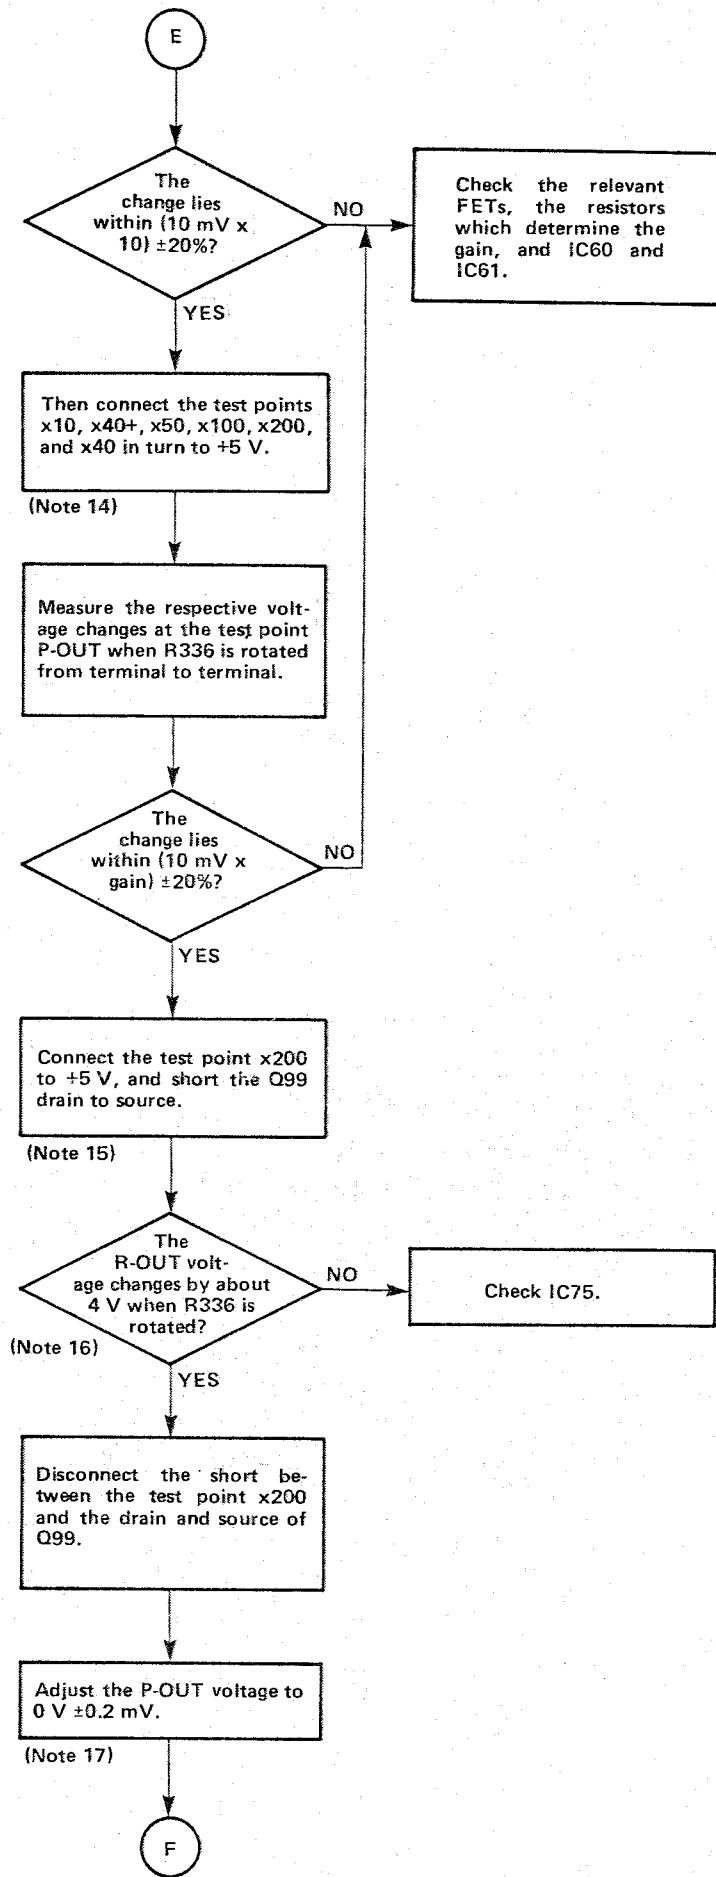 E
The
change lies
within (10 mV x
10) ±20%?
NO
YES
Check the relevant
FETs, the resistors
which determine the
gain, and IC60 and
IC61.
Then connect the test points
x10, x40+, x50, x100, x200,
and x40 in turn to +5 V.
(Note 14)
Measure the respective volt-
age changes at the test point
P-OUT when R336 is rotated
from terminal to terminal.
The
change lies
within (10 mV x
gain) ±20%?
NO
YES
Connect the test point x200
to +5 V, and short the Q99
drain to source.
(Note 15)
The
R-OUT volt-
age changes by about
4 V when R336 is
rotated?
NO
(Note 16)
YES
Check IC75.
Disconnect the short be-
tween the test point x200
and the drain and source of
Q99.
Adjust the P-OUT voltage to
0 V ±0.2 mV.
(Note 17)
F